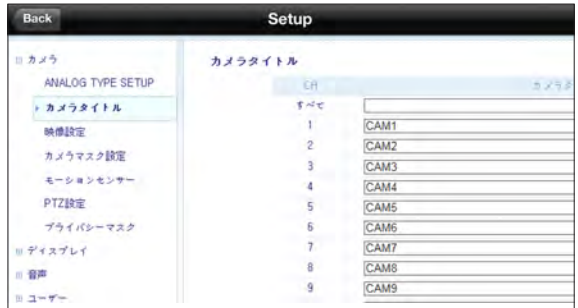 Back
Setup
カメラ
ANALOG TYPE SETUP
カメラタイトル
映像設定
カメラマスク設定
モーションセンサー
PTZ設定
プライバシーマスク
ディスプレイ
音声
ユーザー
カメラタイトル
CH
すべて
1 CAM1
2 CAM2
3 CAM3
4 CAM4
5 CAM5
6 CAM6
7 CAM7
8 CAM8
9 CAM9